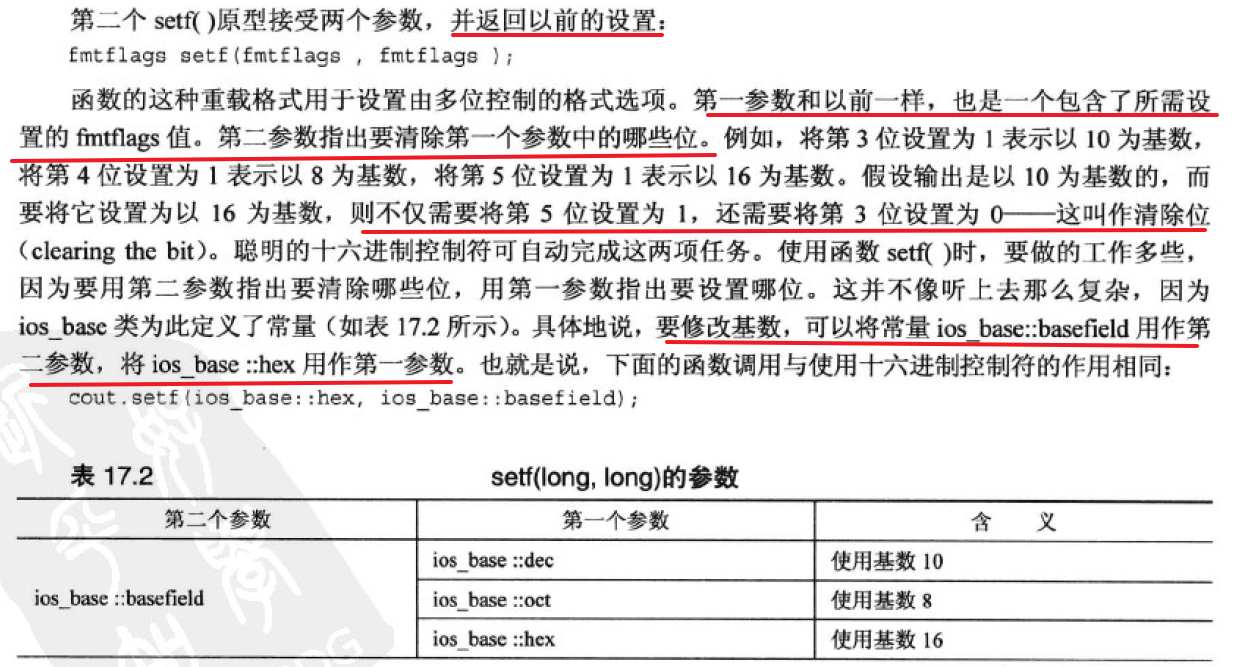 第二个 setf( )原型接受两个参数，并返回以前的设置：
fmtflags setf(fmtflags , fmtflags );
函数的这种重载格式用于设置由多位控制的格式选项。第一参数和以前一样，也是一个包含了所需设
置的 fmtflags 值。第二参数指出要清除第一个参数中的哪些位。例如，将第 3 位设置为 1 表示以 10 为基数，
将第 4 位设置为 1 表示以 8 为基数，将第 5 位设置为 1 表示以 16 为基数。假设输出是以 10 为基数的，而
要将它设置为以 16 为基数，则不仅需要将第 5 位设置为 1，还需要将第 3 位设置为 0——这叫作清除位
（clearing the bit）。聪明的十六进制控制符可自动完成这两项任务。使用函数 setf( )时，要做的工作多些，
因为要用第二参数指出要清除哪些位，用第一参数指出要设置哪位。这并不像听上去那么复杂，因为
ios_base 类为此定义了常量（如表 17.2 所示）。具体地说，要修改基数，可以将常量 ios_base::basefield 用作第
二参数，将 ios_base ::hex 用作第一参数。也就是说，下面的函数调用与使用十六进制控制符的作用相同：
cout.setf(ios_base::hex, ios_base::basefield);
表 17.2 setf(long, long)的参数
第二个参数 第一个参数 含 义
ios_base ::dec 使用基数 10
ios_base ::basefield ios_base ::oct 使用基数 8
ios_base ::hex 使用基数 16